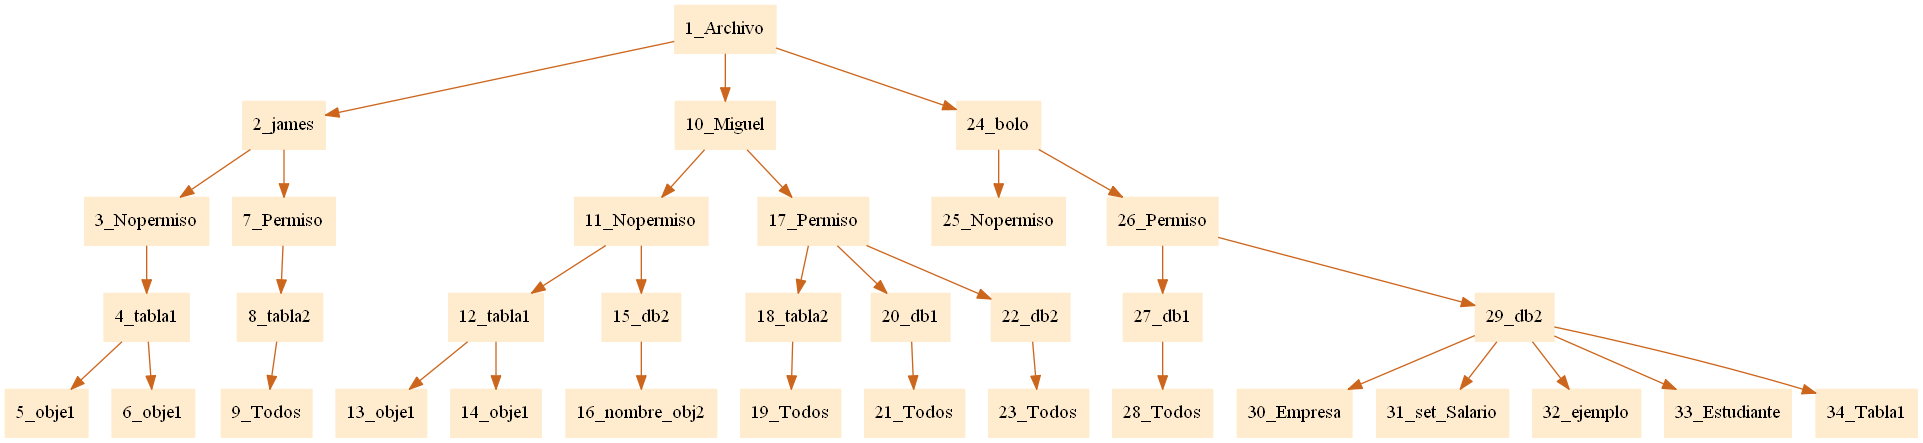 1_Archivo
2_james
10_Miguel
24_bolo
3_Nopermiso
7_Permiso
11_Nopermiso
17_Permiso
25_Nopermiso
26_Permiso
4_tabla1
8_tabla2
12_tabla1
15_db2
18_tabla2
20_db1
22_db2
27_db1
29_db2
5_obje1
6_obje1
9_Todos
13_obje1
14_obje1
16_nombre_obj2
19_Todos
21_Todos
23_Todos
28_Todos
30_Empresa
31_set_Salario
32_ejemplo
33_Estudiante
34_Tabla1